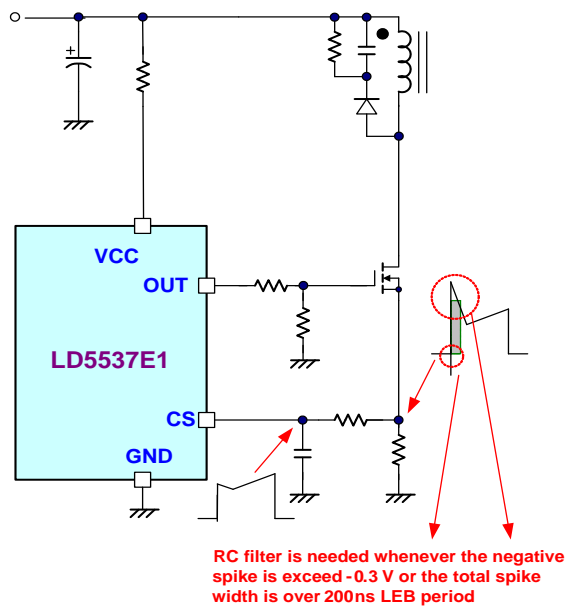 +
VCC
OUT
LD5537E1
CS
GND
RC filter is needed whenever the negative
spike is exceed -0.3 V or the total spike
width is over 200ns LEB period